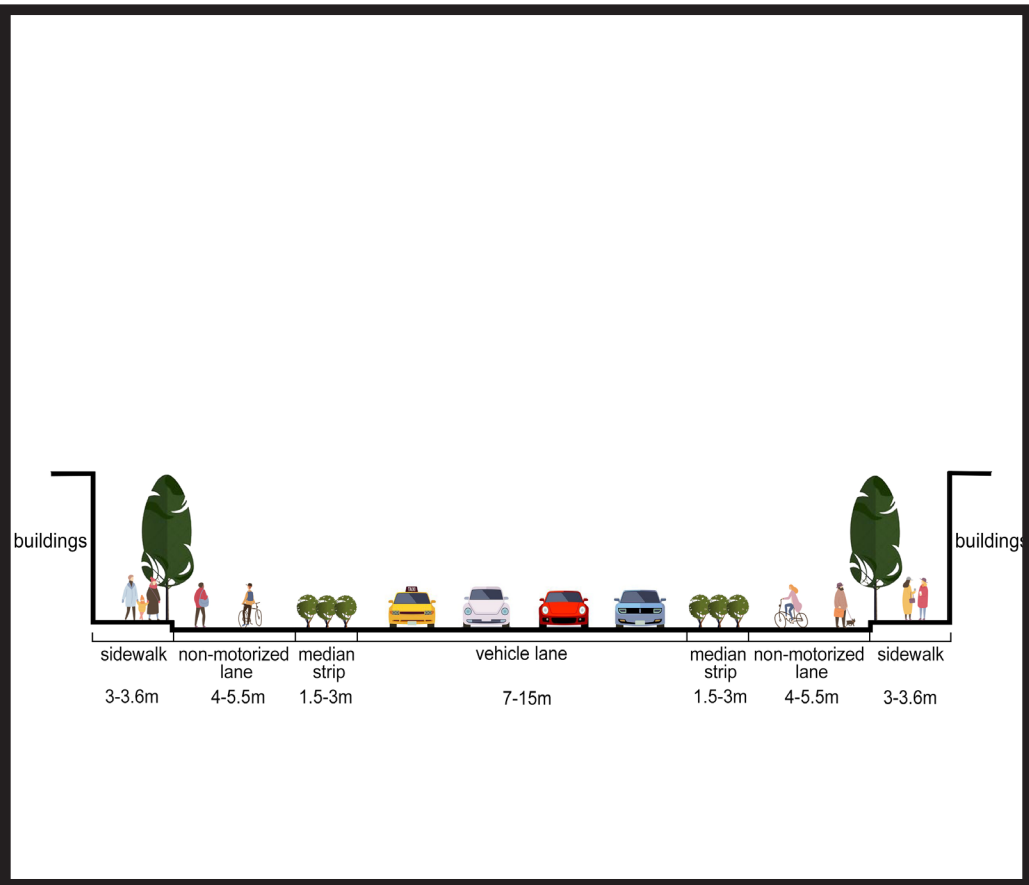 buildings
buildings
TAXI
sidewalk non-motorized lane median strip vehicle lane median strip non-motorized lane sidewalk
3-3.6m 4-5.5m 1.5-3m 7-15m 1.5-3m 4-5.5m 3-3.6m